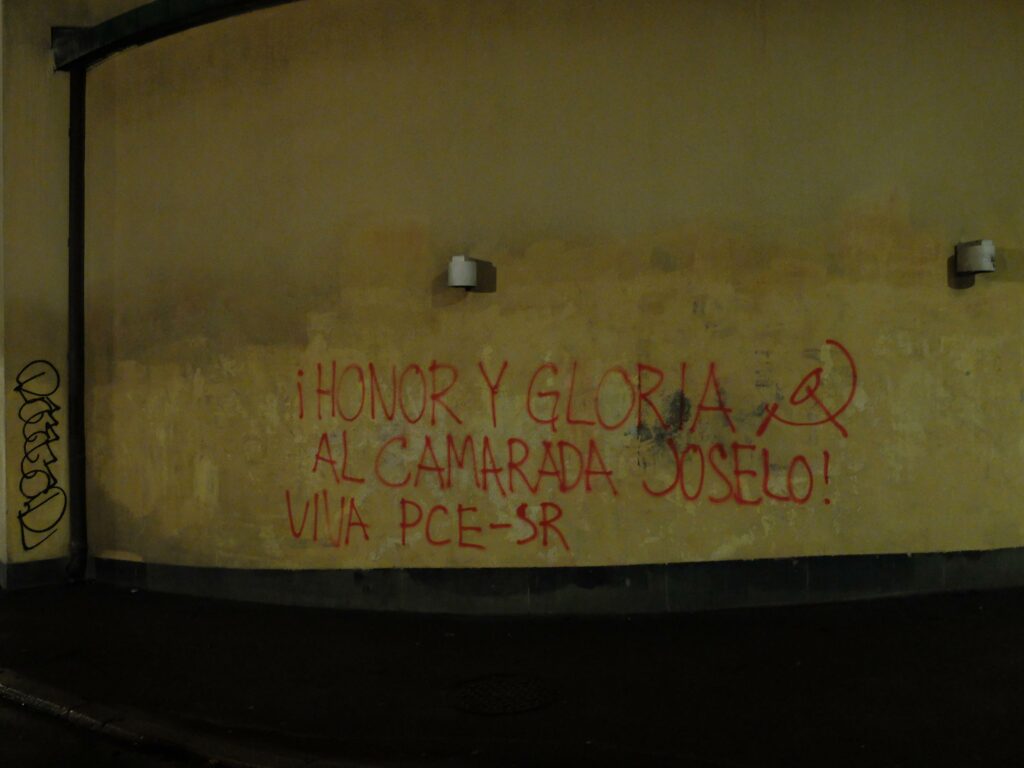 ¡HONOR Y GLORIA
AL CAMARADA JOSELO!
VIVA PCE-SR